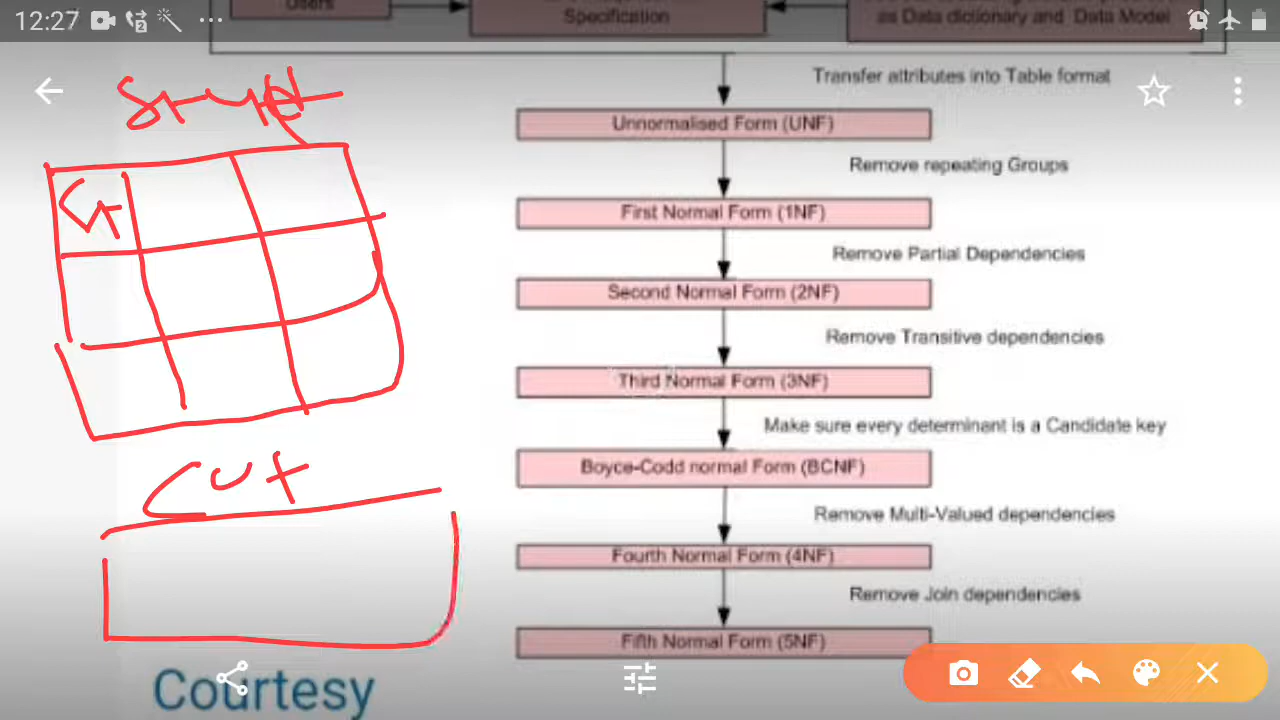 12:27
Users
Specification
as Data dictionary and Data Model
Transfer attributes into Table format
Unnormalised Form (UNF)
Remove repeating Groups
First Normal Form (1NF)
Remove Partial Dependencies
Second Normal Form (2NF)
Remove Transitive dependencies
Third Normal Form (3NF)
Make sure every determinant is a Candidate key
Boyce-Codd normal Form (BCNF)
Remove Multi-Valued dependencies
Fourth Normal Form (4NF)
Remove Join dependencies
Fifth Normal Form (5NF)
Courtesy